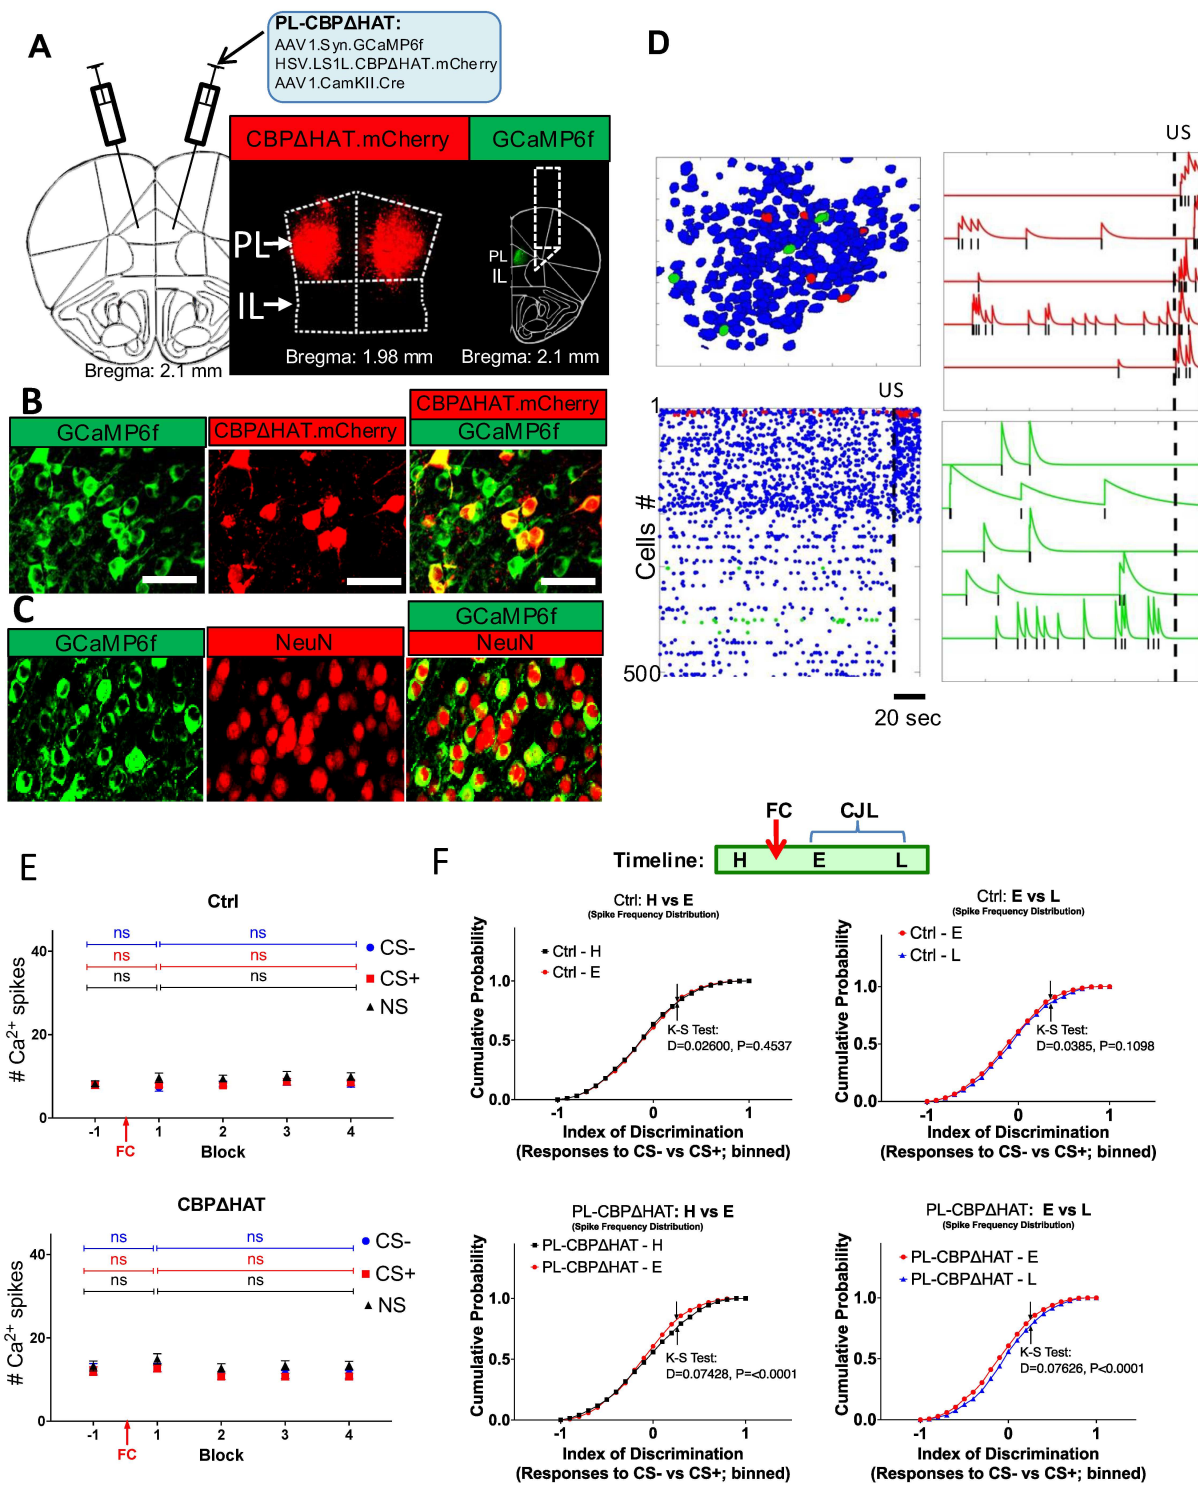 A
PL-CBPΔHAT:
AAV1.Syn.GCaMP6f
HSV.LS1L.CBPΔHAT.mCherry
AAV1.CamKII.Cre
CBPΔHAT.mCherry
GCaMP6f
PL
IL
PL
IL
Bregma: 2.1 mm
Bregma: 1.98 mm
Bregma: 2.1 mm
B
GCaMP6f
CBPΔHAT.mCherry
CBPΔHAT.mCherry
GCaMP6f
C
GCaMP6f
NeuN
GCaMP6f
NeuN
D
US
US
1
Cells #
500
20 sec
E
Ctrl
# Ca2+ spikes
40
20
0
ns
ns
ns
ns
ns
ns
CS-
CS+
NS
-1
1
2
3
4
FC
Block
CBPΔHAT
# Ca2+ spikes
40
20
0
ns
ns
ns
ns
ns
ns
CS-
CS+
NS
-1
1
2
3
4
FC
Block
F
FC
CJL
Timeline:
H
E
L
Ctrl: H vs E
(Spike Frequency Distribution)
Cumulative Probability
Ctrl - H
Ctrl - E
1.0
0.5
0.0
K-S Test:
D=0.02600, P=0.4537
-1
0
1
Index of Discrimination
(Responses to CS- vs CS+; binned)
Ctrl: E vs L
(Spike Frequency Distribution)
Cumulative Probability
Ctrl - E
Ctrl - L
1.0
0.5
0.0
K-S Test:
D=0.0385, P=0.1098
-1
0
1
Index of Discrimination
(Responses to CS- vs CS+; binned)
PL-CBPΔHAT: H vs E
(Spike Frequency Distribution)
Cumulative Probability
PL-CBPΔHAT - H
PL-CBPΔHAT - E
1.0
0.5
0.0
K-S Test:
D=0.07428, P=<0.0001
-1
0
1
Index of Discrimination
(Responses to CS- vs CS+; binned)
PL-CBPΔHAT: E vs L
(Spike Frequency Distribution)
Cumulative Probability
PL-CBPΔHAT - E
PL-CBPΔHAT - L
1.0
0.5
0.0
K-S Test:
D=0.07626, P<0.0001
-1
0
1
Index of Discrimination
(Responses to CS- vs CS+; binned)